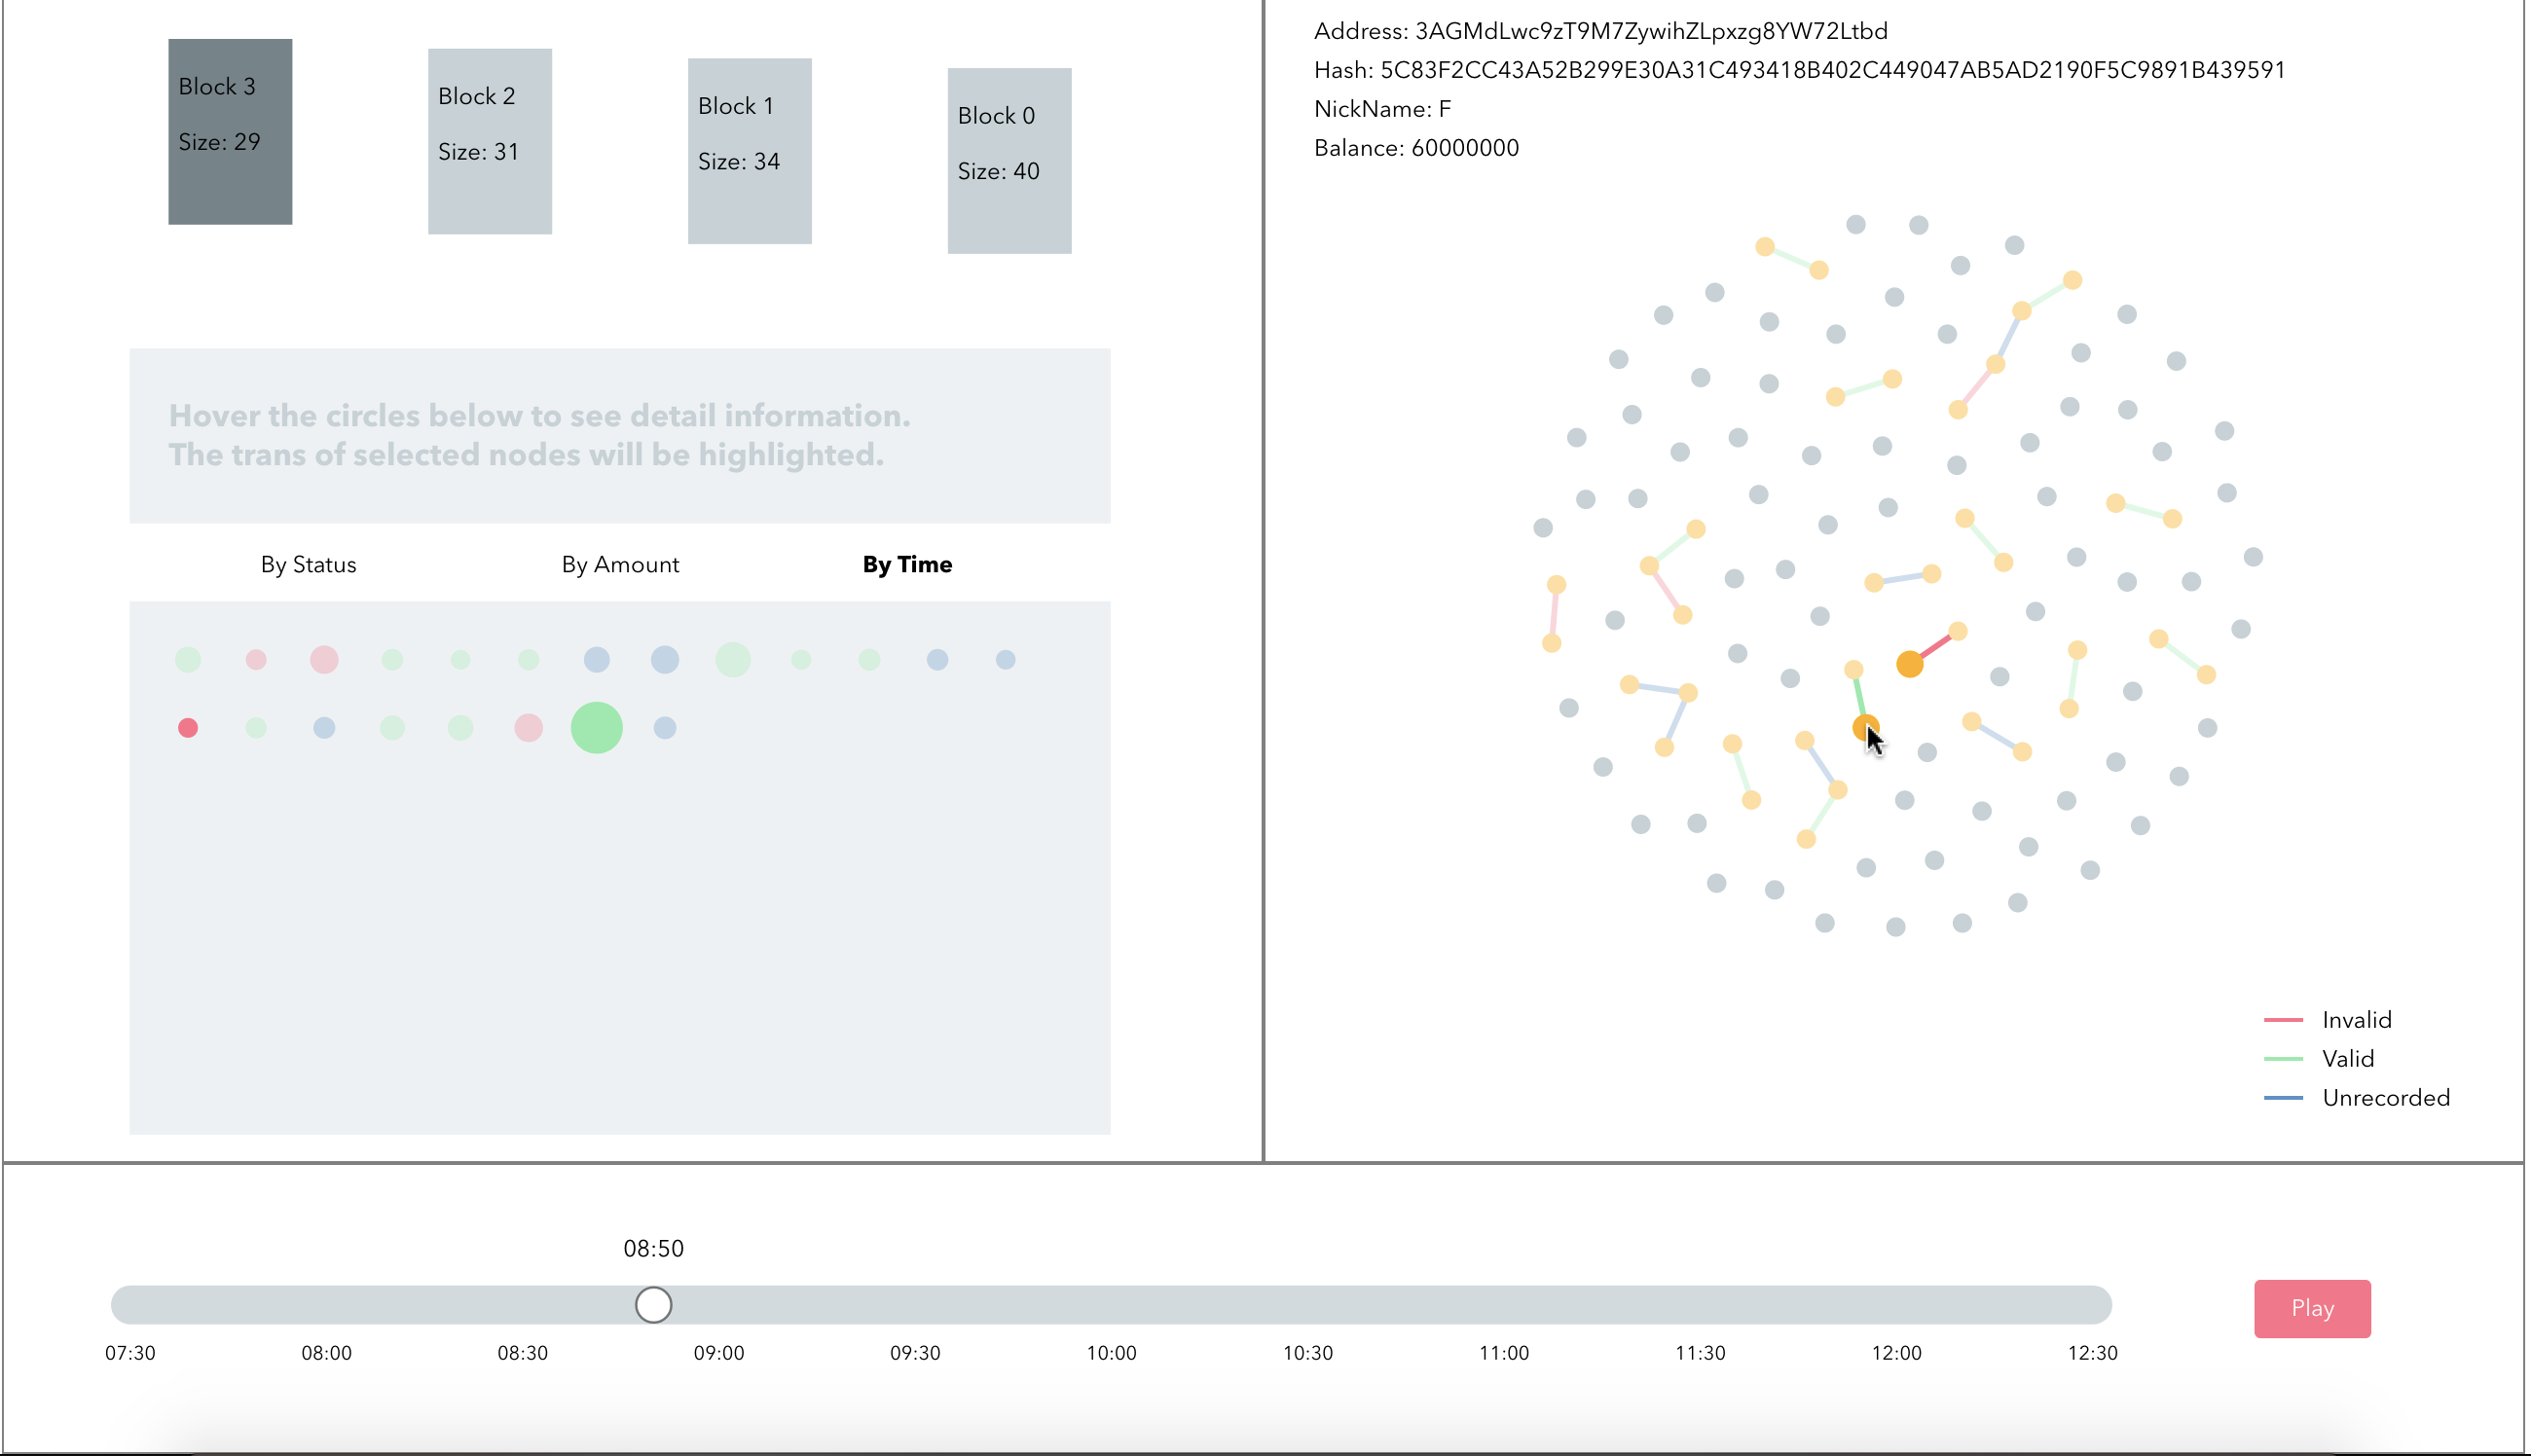 Block 3
Size: 29
Block 2
Size: 31
Block 1
Size: 34
Block 0
Size: 40
Hover the circles below to see detail information.
The trans of selected nodes will be highlighted.
By Status
By Amount
By Time
Address: 3AGMdLwc9zT9M7ZywihZLpxzg8YW72Ltbd
Hash: 5C83F2CC43A52B299E30A31C493418B402C449047AB5AD2190F5C9891B439591
NickName: F
Balance: 60000000
Invalid
Valid
Unrecorded
08:50
07:30
08:00
08:30
09:00
09:30
10:00
10:30
11:00
11:30
12:00
12:30
Play